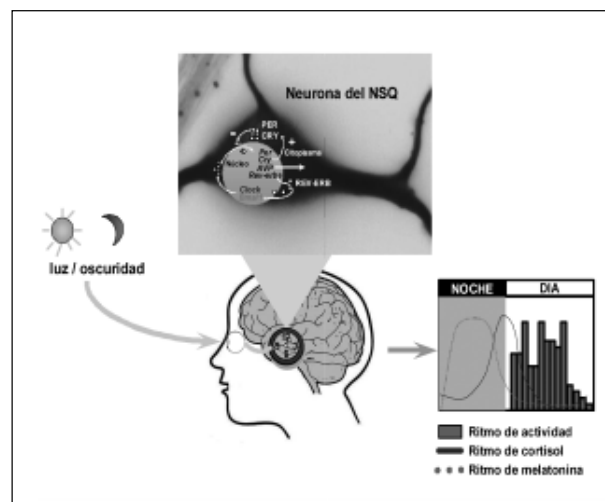 Neurona del NSQ
PER
CRY
Citoplasma
Núcleo
Per
Cry
AVP
Rev-erbα
REV-ERB
Clock
luz / oscuridad
NOCHE
DIA
Ritmo de actividad
Ritmo de cortisol
Ritmo de melatonina